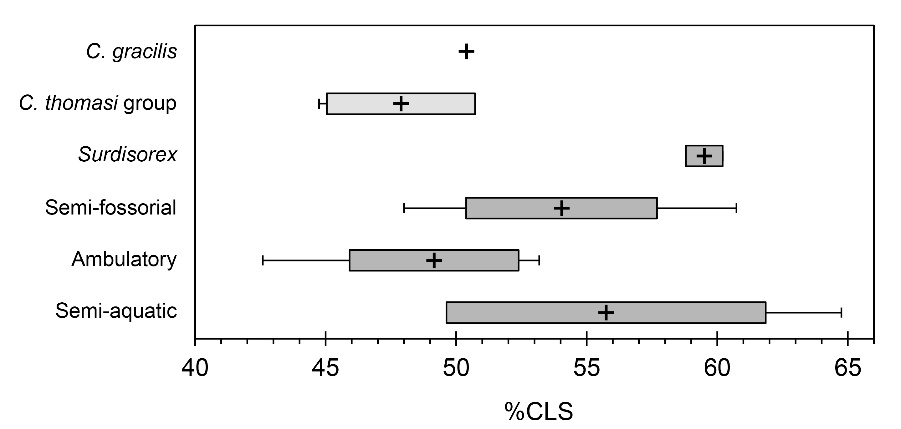 C. gracilis
C. thomasi group
Surdisorex
Semi-fossorial
Ambulatory
Semi-aquatic
40 45 50 55 60 65
%CLS